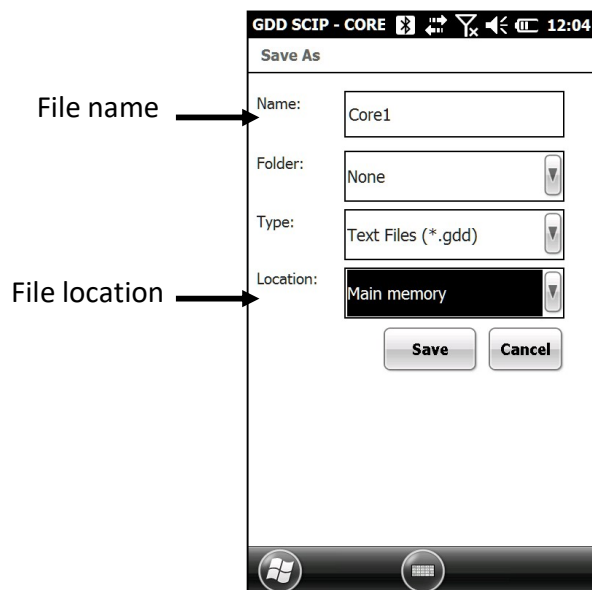 GDD SCIP - CORE 12:04
Save As
File name
Name:
Core1
Folder:
None
Type:
Text Files (*.gdd)
File location
Location:
Main memory
Save Cancel